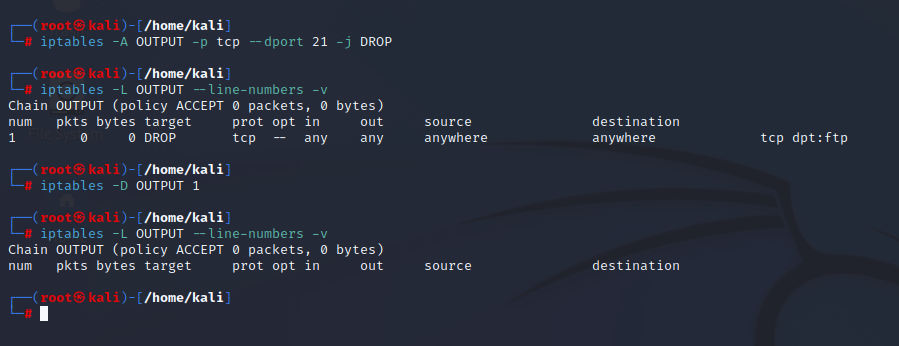 ┌──(root㉿kali)-[/home/kali]
└─# iptables -A OUTPUT -p tcp --dport 21 -j DROP
┌──(root㉿kali)-[/home/kali]
└─# iptables -L OUTPUT --line-numbers -v
Chain OUTPUT (policy ACCEPT 0 packets, 0 bytes)
num   pkts bytes target     prot opt in     out     source               destination
1        0     0 DROP       tcp  --  any    any     anywhere             anywhere             tcp dpt:ftp
┌──(root㉿kali)-[/home/kali]
└─# iptables -D OUTPUT 1
┌──(root㉿kali)-[/home/kali]
└─# iptables -L OUTPUT --line-numbers -v
Chain OUTPUT (policy ACCEPT 0 packets, 0 bytes)
num   pkts bytes target     prot opt in     out     source               destination
┌──(root㉿kali)-[/home/kali]
└─#